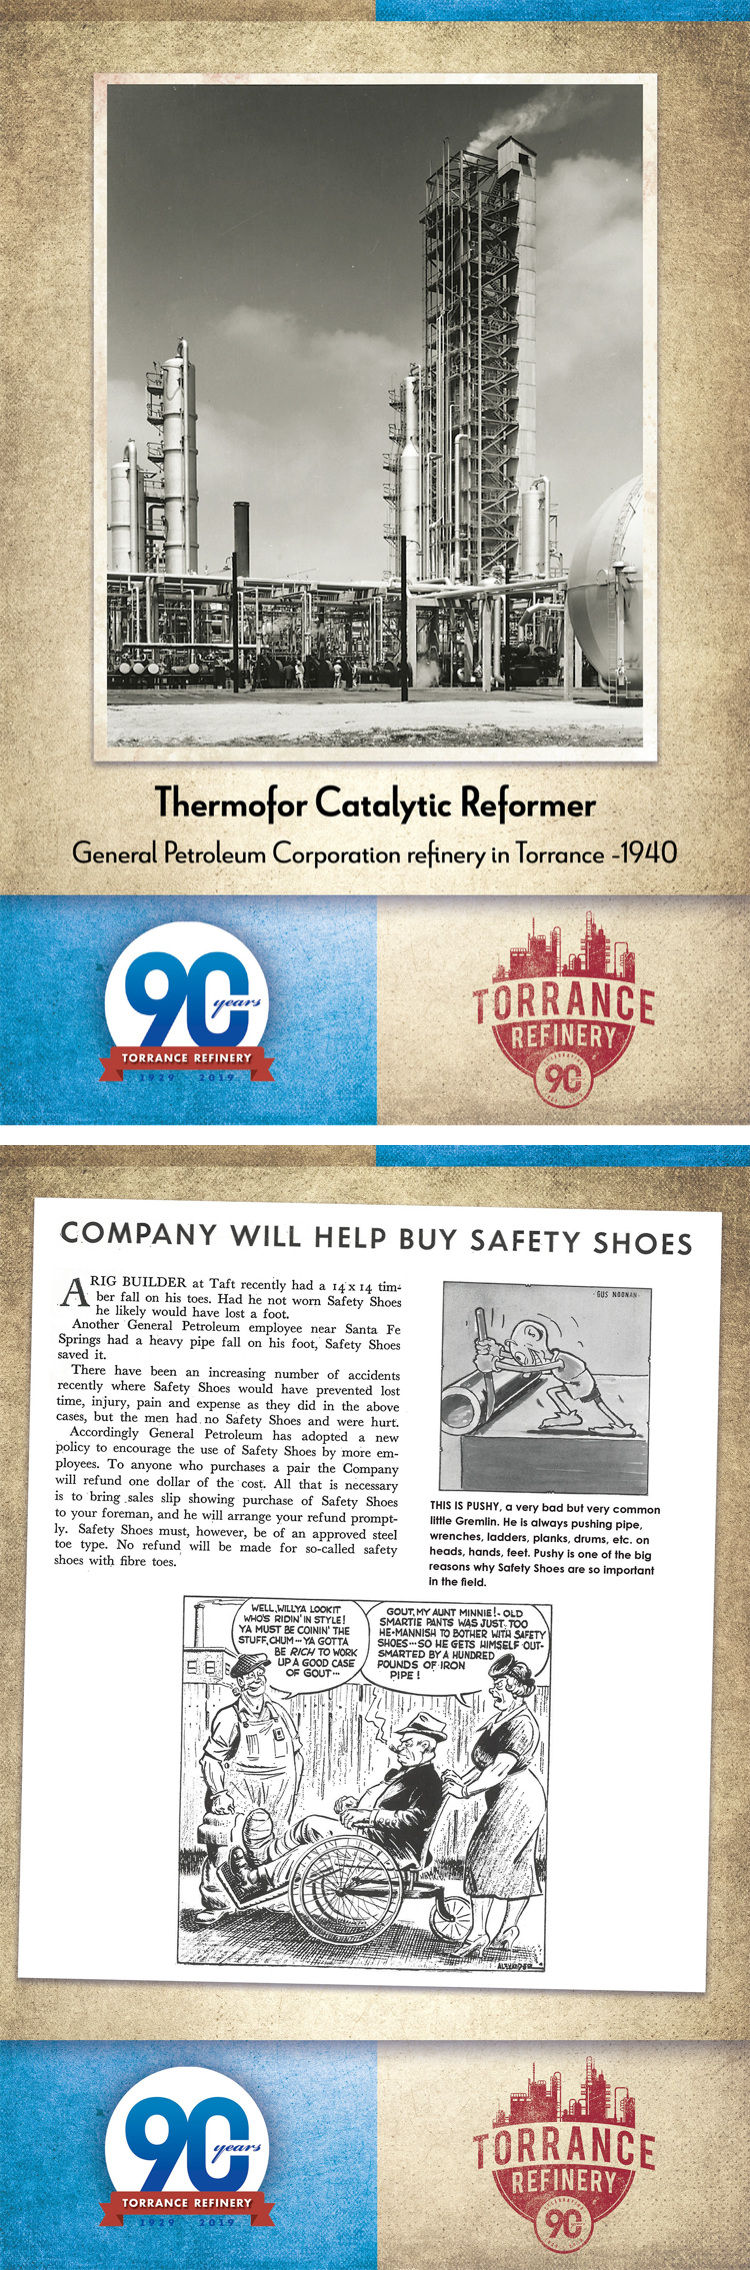 Thermofor Catalytic Reformer
General Petroleum Corporation refinery in Torrance -1940
90
years
TORRANCE REFINERY
1929 2019
TORRANCE
REFINERY
CELEBRATING
90
COMPANY WILL HELP BUY SAFETY SHOES
A RIG BUILDER at Taft recently had a 14 x 14 tim-
ber fall on his toes. Had he not worn Safety Shoes
he likely would have lost a foot.
Another General Petroleum employee near Santa Fe
Springs had a heavy pipe fall on his foot, Safety Shoes
saved it.
There have been an increasing number of accidents
recently where Safety Shoes would have prevented lost
time, injury, pain and expense as they did in the above
cases, but the men had no Safety Shoes and were hurt.
Accordingly General Petroleum has adopted a new
policy to encourage the use of Safety Shoes by more em-
ployees. To anyone who purchases a pair the Company
will refund one dollar of the cost. All that is necessary
is to bring sales slip showing purchase of Safety Shoes
to your foreman, and he will arrange your refund prompt-
ly. Safety Shoes must, however, be of an approved steel
toe type. No refund will be made for so-called safety
shoes with fibre toes.
-GUS NOONAN-
THIS IS PUSHY, a very bad but very common
little Gremlin. He is always pushing pipe,
wrenches, ladders, planks, drums, etc. on
heads, hands, feet. Pushy is one of the big
reasons why Safety Shoes are so important
in the field.
WELL, WILLYA LOOKIT
WHO'S RIDIN' IN STYLE!
YA MUST BE COININ' THE
STUFF, CHUM--- YA GOTTA
BE RICH TO WORK
UP A GOOD CASE
OF GOUT---
GOUT, MY AUNT MINNIE!- OLD
SMARTIE PANTS WAS JUST TOO
HE-MANNISH TO BOTHER WITH SAFETY
SHOES---SO HE GETS HIMSELF OUT-
SMARTED BY A HUNDRED
POUNDS OF IRON
PIPE!
ALEXANDER
90
years
TORRANCE REFINERY
1929 2019
TORRANCE
REFINERY
CELEBRATING
90